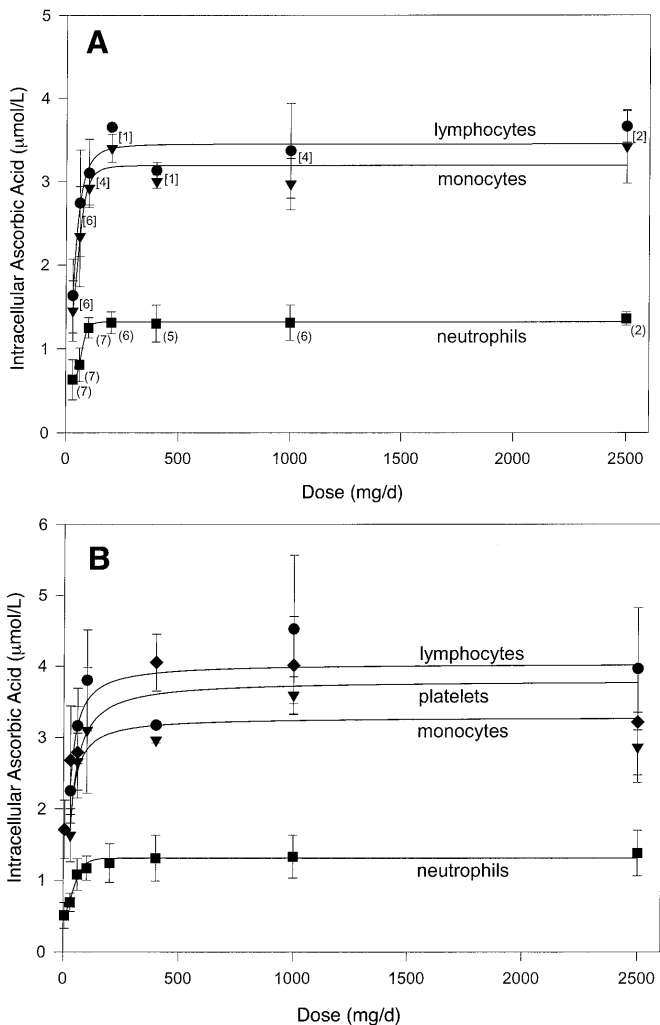 A
Intracellular Ascorbic Acid (μmol/L)
5
4
3
2
1
0
[1]
[2]
lymphocytes
[4]
[4]
[1]
monocytes
[6]
[6]
neutrophils
(7)
(6)
(5)
(6)
(2)
(7)
(7)
0 500 1000 1500 2000 2500
Dose (mg/d)
B
Intracellular Ascorbic Acid (μmol/L)
6
5
4
3
2
1
0
lymphocytes
platelets
monocytes
neutrophils
0 500 1000 1500 2000 2500
Dose (mg/d)